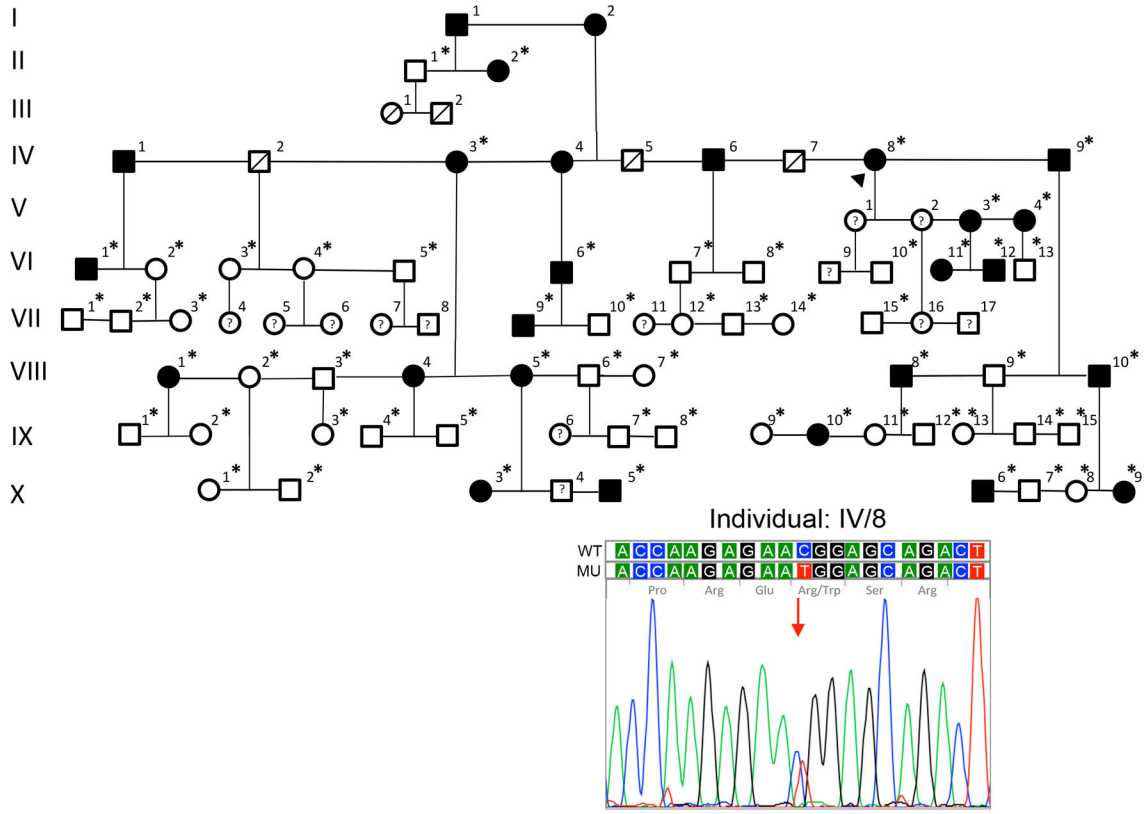 I 1 2
II 1* 2*
III 1 2
IV 1 2 3* 4 5 6 7 8* 9*
V ? 1 ? 2 3* 4*
VI 1* 2* 3* 4* 5* 6* 7* 8* ? 9 10* 11* 12* 13*
VII 1* 2* 3* ? 4 ? 5 ? 6 ? 7 ? 8 9* 10* ? 11 12* 13* 14* 15* ? 16 ? 17
VIII 1* 2* 3* 4 5* 6* 7* 8* 9* 10*
IX 1* 2* 3* 4* 5* ? 6 7* 8* 9* 10* 11* 12* 13* 14* 15*
X 1* 2* 3* ? 4 5* 6* 7* 8* 9*
Individual: IV/8
WT ACCAAGAGAACGGAGCAGACT
MU ACCAAGAGAATGGAGCAGACT
Pro Arg Glu Arg/Trp Ser Arg